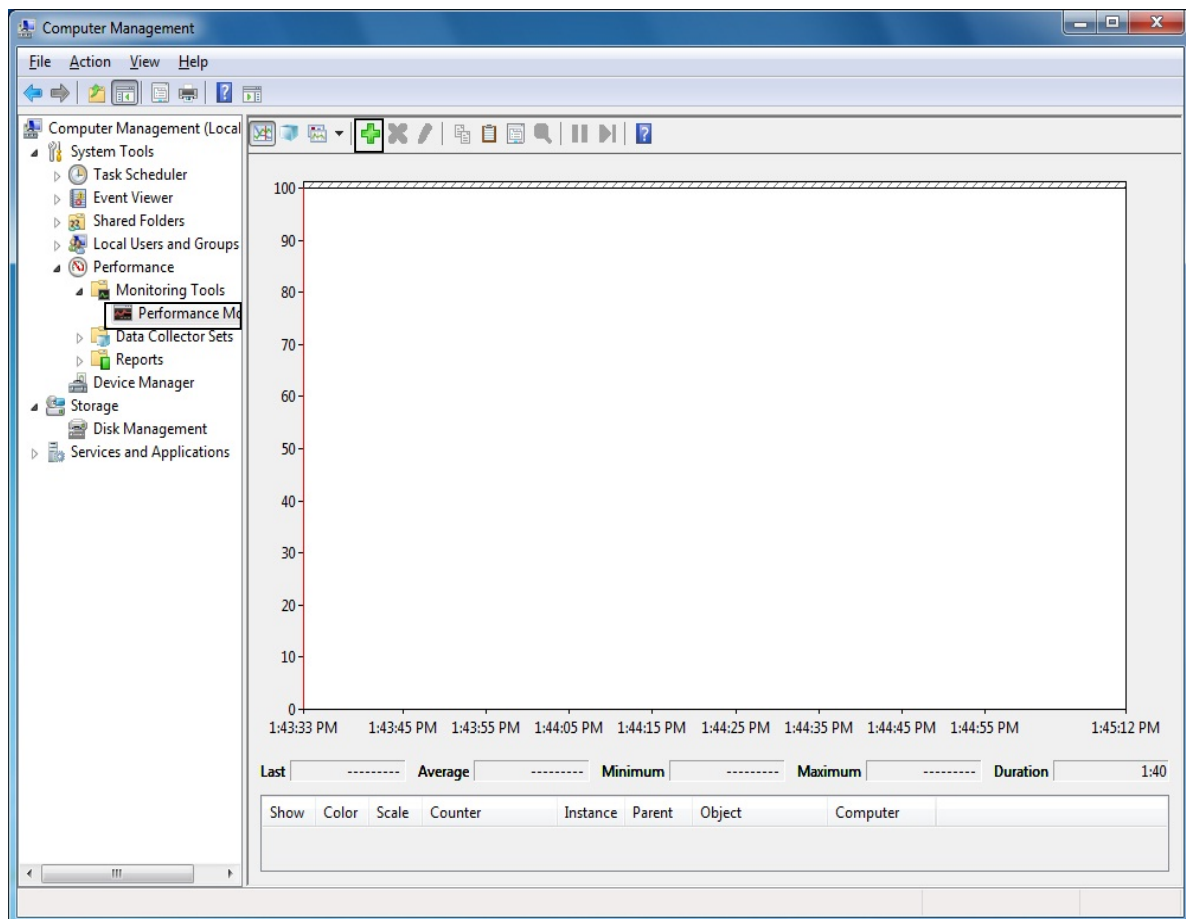 Computer Management
File Action View Help
Computer Management (Local
System Tools
Task Scheduler
Event Viewer
Shared Folders
Local Users and Groups
Performance
Monitoring Tools
Performance Mo
Data Collector Sets
Reports
Device Manager
Storage
Disk Management
Services and Applications
100
90
80
70
60
50
40
30
20
10
0
1:43:33 PM 1:43:45 PM 1:43:55 PM 1:44:05 PM 1:44:15 PM 1:44:25 PM 1:44:35 PM 1:44:45 PM 1:44:55 PM 1:45:12 PM
Last --------- Average --------- Minimum --------- Maximum --------- Duration 1:40
Show Color Scale Counter Instance Parent Object Computer